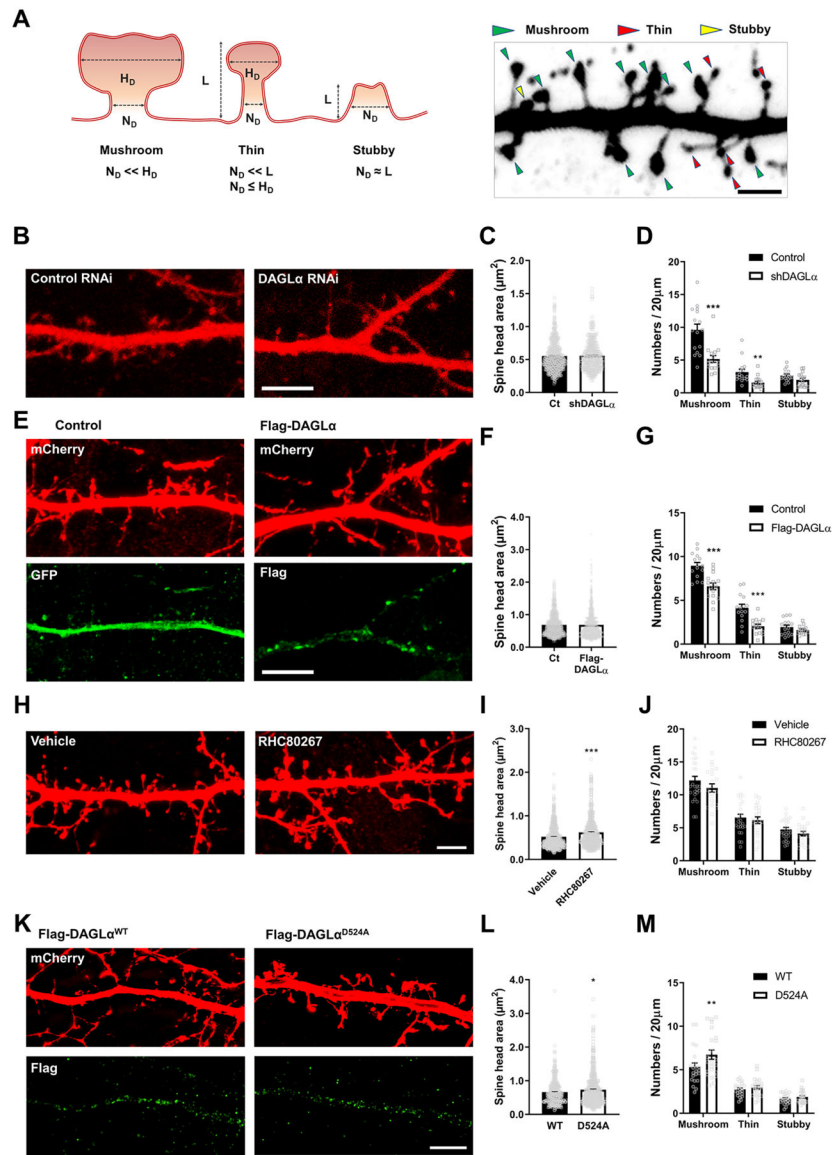 A
Mushroom Thin Stubby
H_D H_D L L
N_D N_D N_D
Mushroom Thin Stubby
N_D << H_D N_D << L N_D ≈ L
N_D ≤ H_D
B
Control RNAi DAGLα RNAi
C
Spine head area (µm²)
2.0
1.5
1.0
0.5
0.0
Ct shDAGLα
D
Numbers / 20µm
20
15
10
5
0
Control
shDAGLα
***
**
Mushroom Thin Stubby
E
Control Flag-DAGLα
mCherry mCherry
GFP Flag
F
Spine head area (µm²)
4.0
3.0
2.0
1.0
0.0
Ct Flag-
DAGLα
G
Numbers / 20µm
15
10
5
0
Control
Flag-DAGLα
***
***
Mushroom Thin Stubby
H
Vehicle RHC80267
I
Spine head area (µm²)
3.0
2.0
1.0
0.0
***
Vehicle RHC80267
J
Numbers / 20µm
20
15
10
5
0
Vehicle
RHC80267
Mushroom Thin Stubby
K
Flag-DAGLα^WT Flag-DAGLα^D524A
mCherry
Flag
L
Spine head area (µm²)
4.0
3.0
2.0
1.0
0.0
*
WT D524A
M
Numbers / 20µm
15
10
5
0
WT
D524A
**
Mushroom Thin Stubby